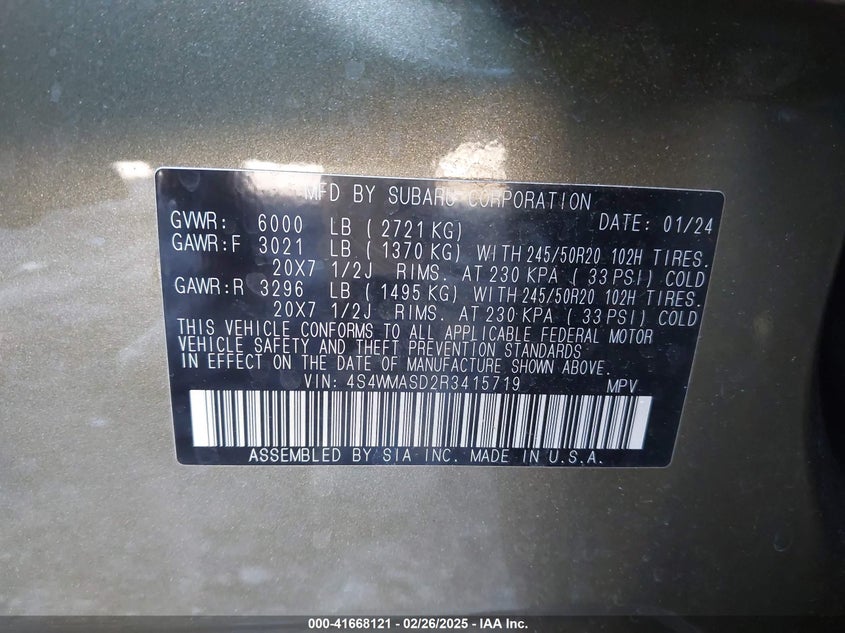 MFD BY SUBARU CORPORATION
GVWR: 6000 LB ( 2721 KG) DATE: 01/24
GAWR:F 3021 LB ( 1370 KG) WITH 245/50R20 102H TIRES.
20X7 1/2J RIMS. AT 230 KPA ( 33 PSI) COLD
GAWR:R 3296 LB ( 1495 KG) WITH 245/50R20 102H TIRES.
20X7 1/2J RIMS. AT 230 KPA ( 33 PSI) COLD
THIS VEHICLE CONFORMS TO ALL APPLICABLE FEDERAL MOTOR
VEHICLE SAFETY AND THEFT PREVENTION STANDARDS
IN EFFECT ON THE DATE OF MANUFACTURE SHOWN ABOVE.
VIN: 4S4WMASD2R3415719 MPV
ASSEMBLED BY SIA INC. MADE IN U.S.A.
000-41668121 - 02/26/2025 - IAA Inc.